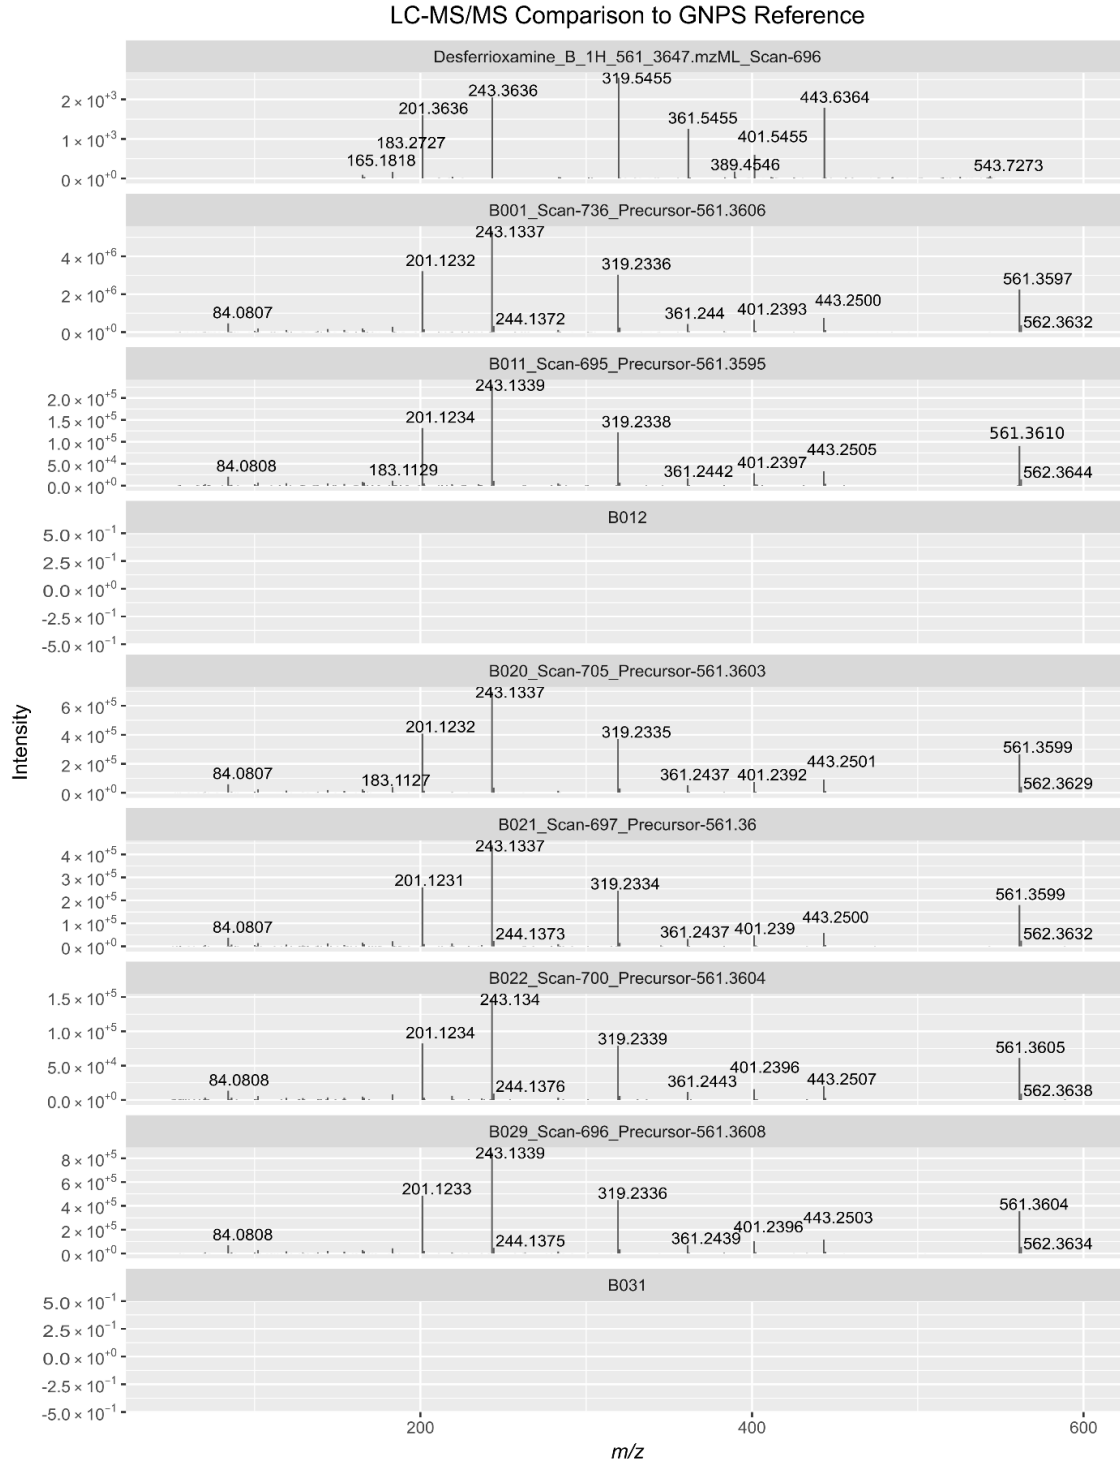 LC-MS/MS Comparison to GNPS Reference
Desferrioxamine_B_1H_561_3647.mzML_Scan-696
2 × 10⁺³
1 × 10⁺³
0 × 10⁺⁰
165.1818
183.2727
201.3636
243.3636
319.5455
361.5455
389.4546
401.5455
443.6364
543.7273
B001_Scan-736_Precursor-561.3606
4 × 10⁺⁶
2 × 10⁺⁶
0 × 10⁺⁰
84.0807
201.1232
243.1337
244.1372
319.2336
361.244
401.2393
443.2500
561.3597
562.3632
B011_Scan-695_Precursor-561.3595
2.0 × 10⁺⁵
1.5 × 10⁺⁵
1.0 × 10⁺⁵
5.0 × 10⁺⁴
0.0 × 10⁺⁰
84.0808
183.1129
201.1234
243.1339
319.2338
361.2442
401.2397
443.2505
561.3610
562.3644
B012
5.0 × 10⁻¹
2.5 × 10⁻¹
0.0 × 10⁺⁰
-2.5 × 10⁻¹
-5.0 × 10⁻¹
B020_Scan-705_Precursor-561.3603
6 × 10⁺⁵
4 × 10⁺⁵
2 × 10⁺⁵
0 × 10⁺⁰
84.0807
183.1127
201.1232
243.1337
319.2335
361.2437
401.2392
443.2501
561.3599
562.3629
B021_Scan-697_Precursor-561.36
4 × 10⁺⁵
3 × 10⁺⁵
2 × 10⁺⁵
1 × 10⁺⁵
0 × 10⁺⁰
84.0807
201.1231
243.1337
244.1373
319.2334
361.2437
401.239
443.2500
561.3599
562.3632
B022_Scan-700_Precursor-561.3604
1.5 × 10⁺⁵
1.0 × 10⁺⁵
5.0 × 10⁺⁴
0.0 × 10⁺⁰
84.0808
201.1234
243.134
244.1376
319.2339
361.2443
401.2396
443.2507
561.3605
562.3638
B029_Scan-696_Precursor-561.3608
8 × 10⁺⁵
6 × 10⁺⁵
4 × 10⁺⁵
2 × 10⁺⁵
0 × 10⁺⁰
84.0808
201.1233
243.1339
244.1375
319.2336
361.2439
401.2396
443.2503
561.3604
562.3634
B031
5.0 × 10⁻¹
2.5 × 10⁻¹
0.0 × 10⁺⁰
-2.5 × 10⁻¹
-5.0 × 10⁻¹
200
400
600
m/z
Intensity